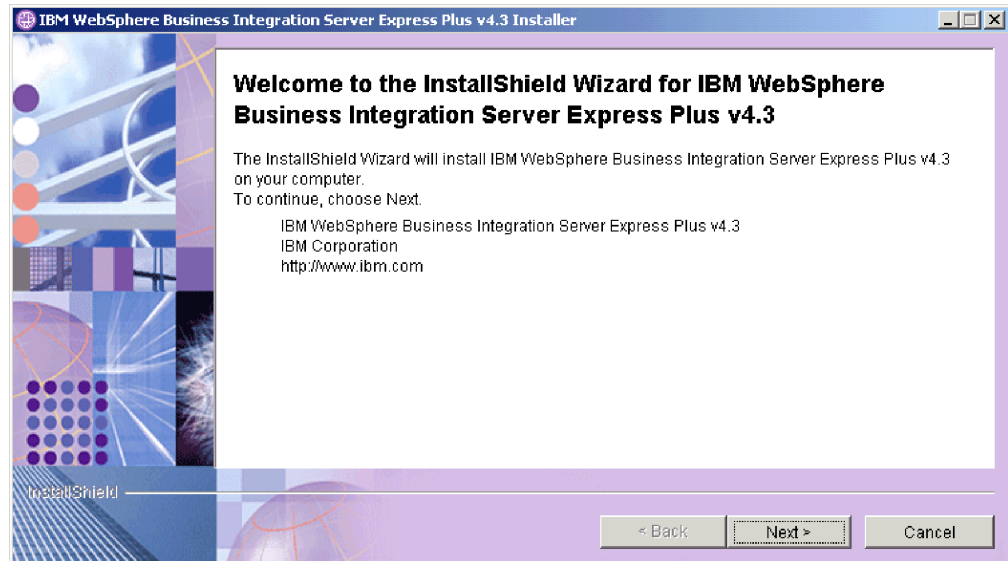 IBM WebSphere Business Integration Server Express Plus v4.3 Installer
Welcome to the InstallShield Wizard for IBM WebSphere
Business Integration Server Express Plus v4.3
The InstallShield Wizard will install IBM WebSphere Business Integration Server Express Plus v4.3
on your computer.
To continue, choose Next.
IBM WebSphere Business Integration Server Express Plus v4.3
IBM Corporation
http://www.ibm.com
InstallShield
< Back
Next >
Cancel